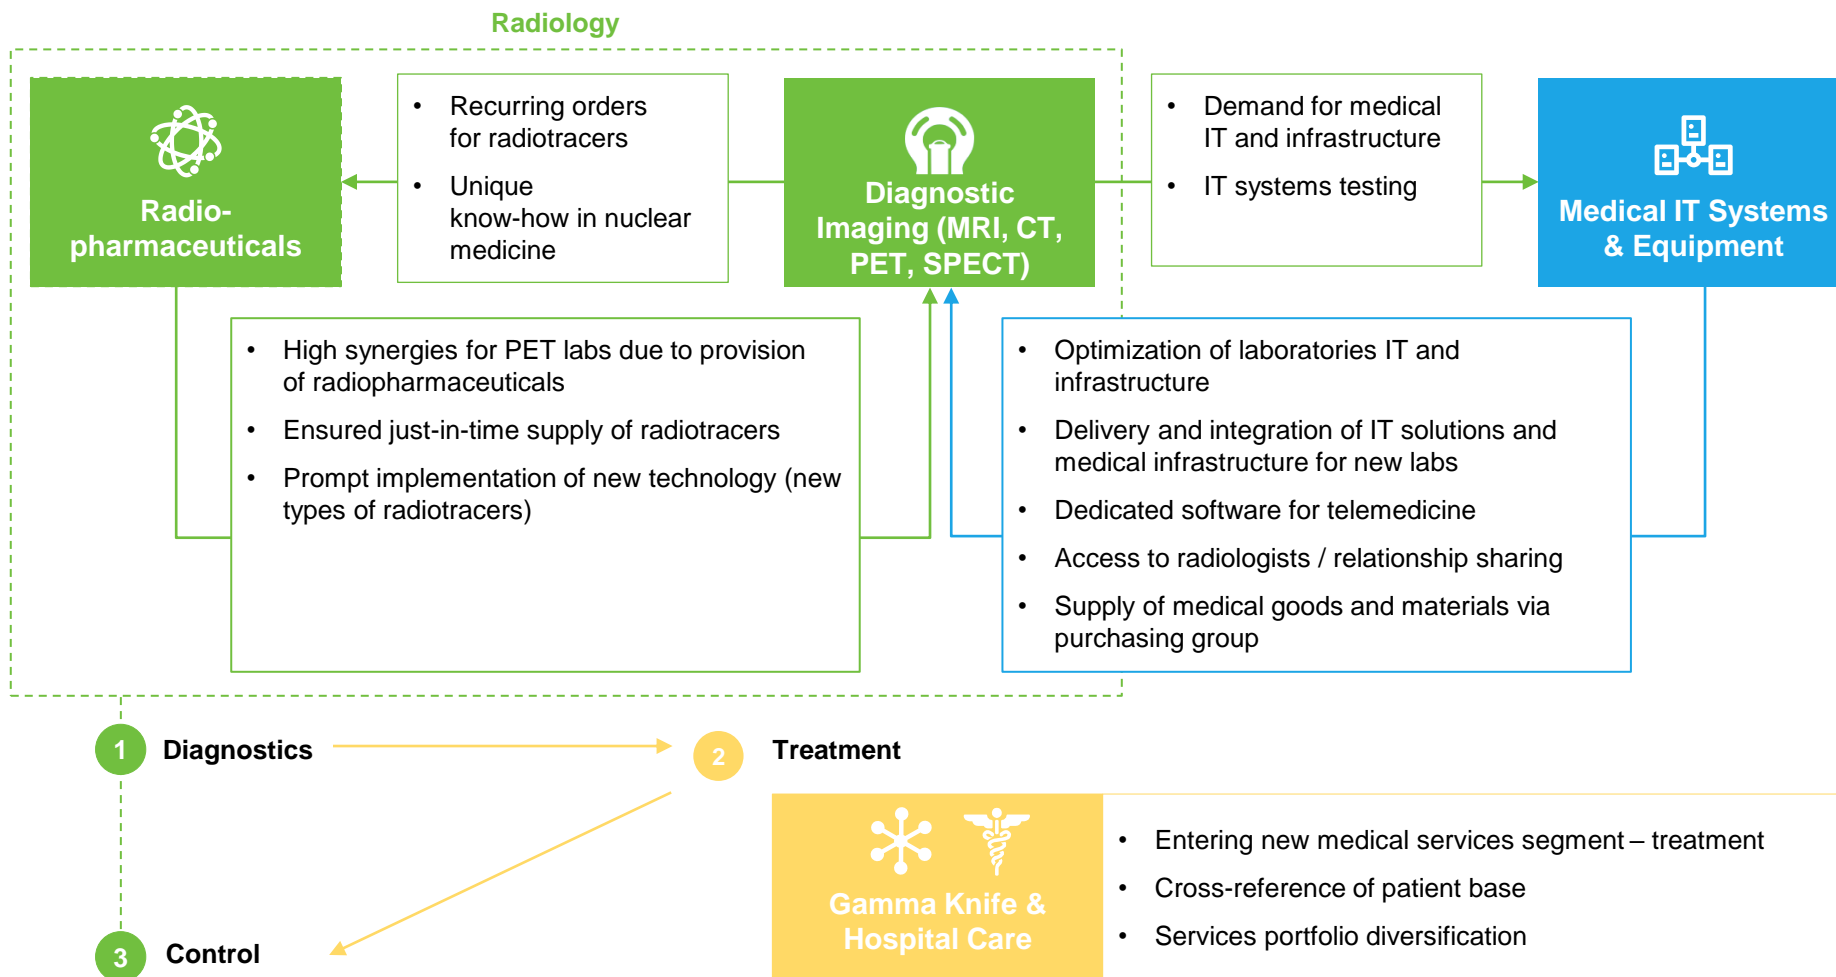 Radiology
Radio-
pharmaceuticals
• Recurring orders
for radiotracers
• Unique
know-how in nuclear
medicine
Diagnostic
Imaging (MRI, CT,
PET, SPECT)
• Demand for medical
IT and infrastructure
• IT systems testing
Medical IT Systems
& Equipment
• High synergies for PET labs due to provision
of radiopharmaceuticals
• Ensured just-in-time supply of radiotracers
• Prompt implementation of new technology (new
types of radiotracers)
• Optimization of laboratories IT and
infrastructure
• Delivery and integration of IT solutions and
medical infrastructure for new labs
• Dedicated software for telemedicine
• Access to radiologists / relationship sharing
• Supply of medical goods and materials via
purchasing group
1 Diagnostics
2 Treatment
Gamma Knife &
Hospital Care
• Entering new medical services segment – treatment
• Cross-reference of patient base
• Services portfolio diversification
3 Control